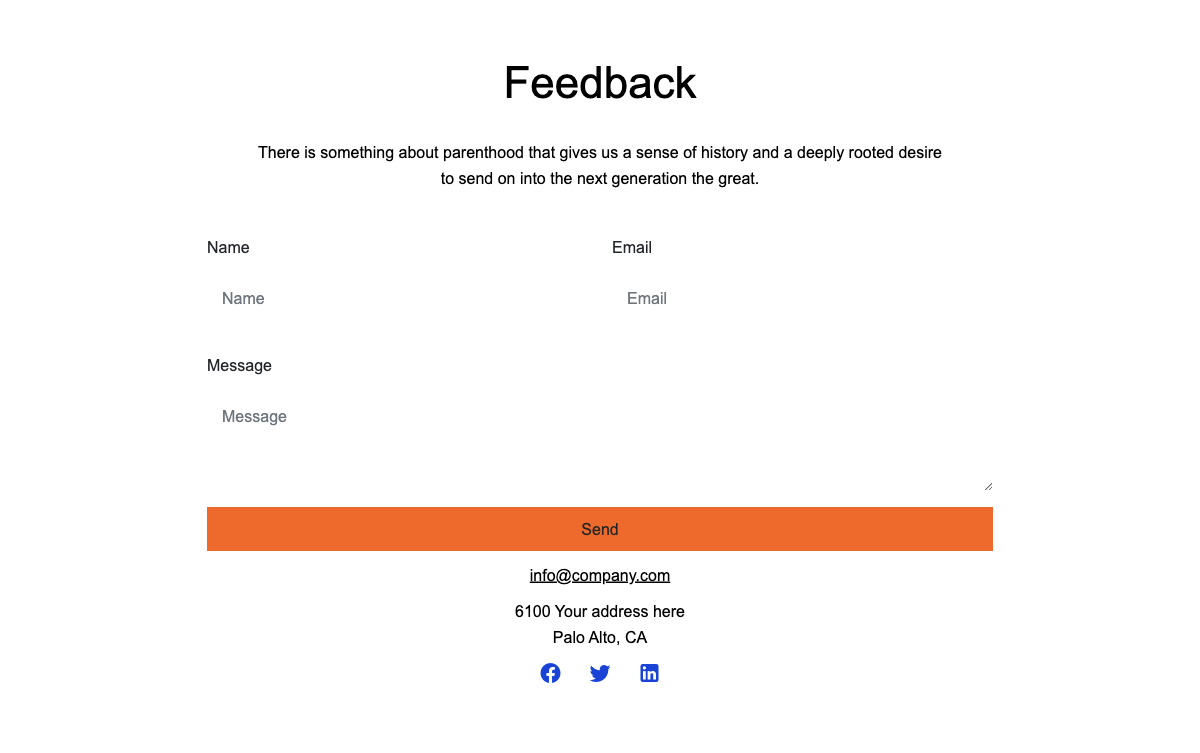 Feedback
There is something about parenthood that gives us a sense of history and a deeply rooted desire
to send on into the next generation the great.
Name
Email
Name
Email
Message
Message
Send
info@company.com
6100 Your address here
Palo Alto, CA